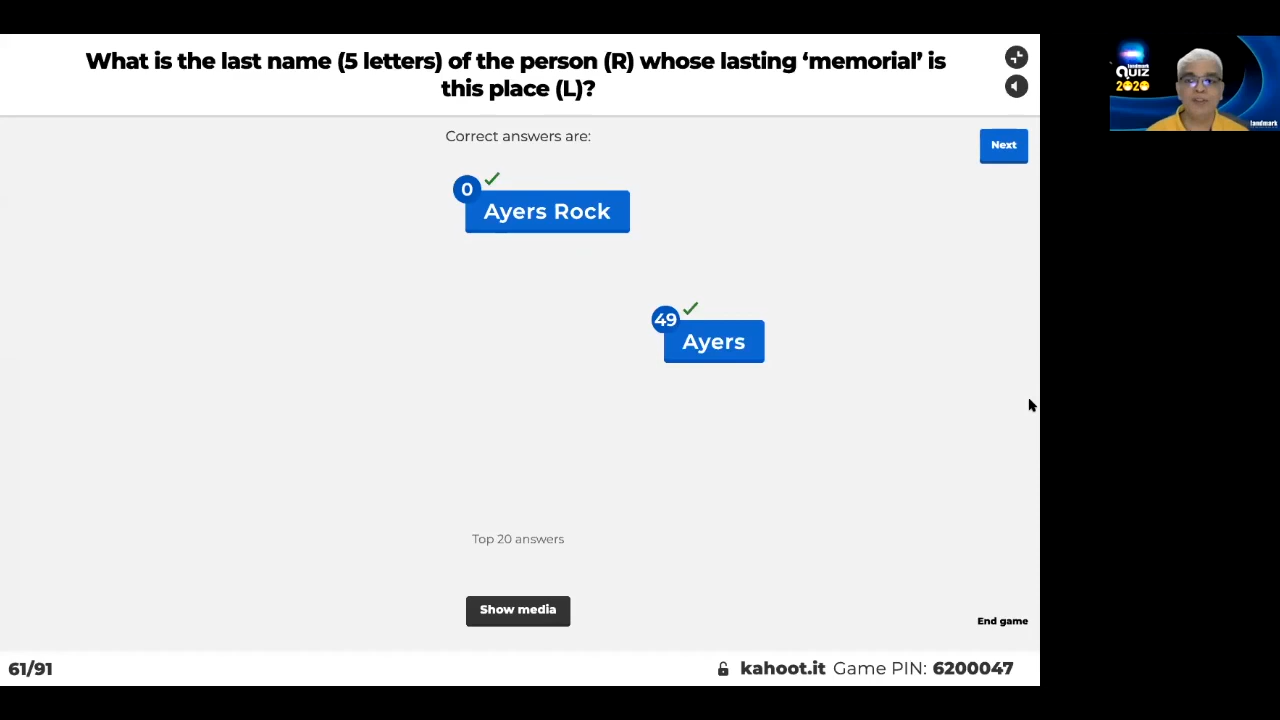 What is the last name (5 letters) of the person (R) whose lasting ‘memorial’ is
this place (L)?
Correct answers are:
Next
0
Ayers Rock
49
Ayers
Top 20 answers
Show media
End game
61/91
kahoot.it Game PIN: 6200047
landmark
QUIZ
2020
landmark